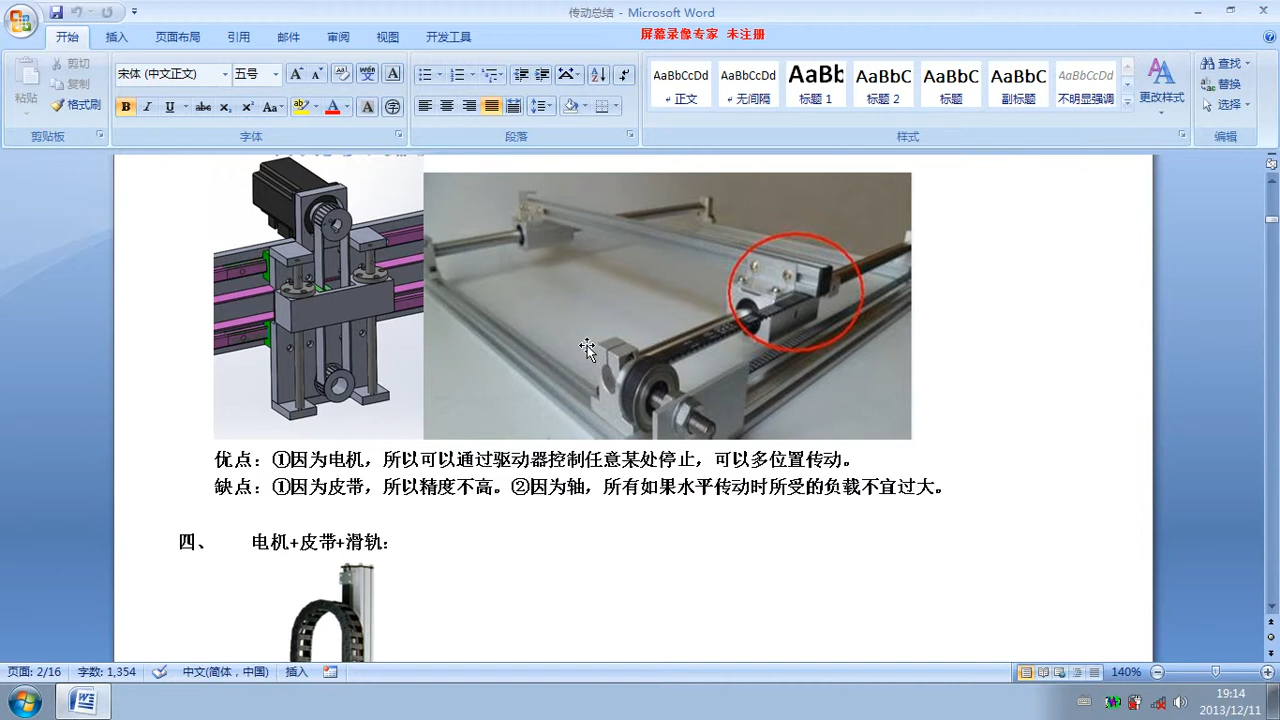 传动总结 - Microsoft Word
开始 插入 页面布局 引用 邮件 审阅 视图 开发工具
屏幕录像专家 未注册
粘贴 剪切 复制 格式刷
剪贴板
宋体 (中文正文) 五号
B I U abc x₂ x² Aa
字体
段落
AaBbCcDd AaBbCcDd AaBb AaBbC AaBbC AaBbC AaBbCcDd
正文 无间隔 标题 1 标题 2 标题 副标题 不明显强调
更改样式
样式
查找 替换 选择
编辑
优点：①因为电机，所以可以通过驱动器控制任意某处停止，可以多位置传动。
缺点：①因为皮带，所以精度不高。②因为轴，所有如果水平传动时所受的负载不宜过大。
四、 电机+皮带+滑轨：
页面: 2/16 字数: 1,354 中文(简体，中国) 插入 140%
19:14
2013/12/11